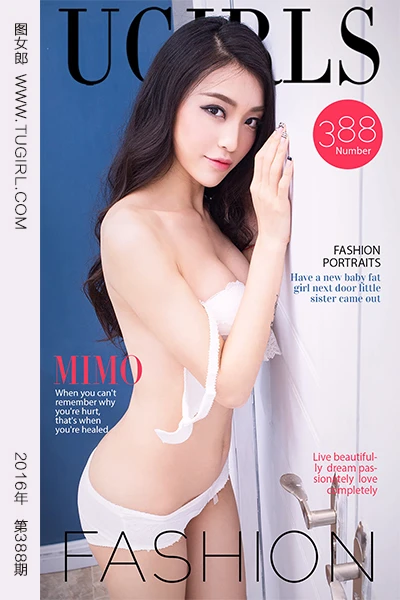 图女郎 WWW.TUGIRL.COM
2016年 第388期
UGIRLS
388
Number
FASHION
PORTRAITS
Have a new baby fat
girl next door little
sister came out
MIMO
When you can't
remember why
you're hurt,
that's when
you're healed
Live beautiful-
ly dream pas-
sionately love
completely
FASHION